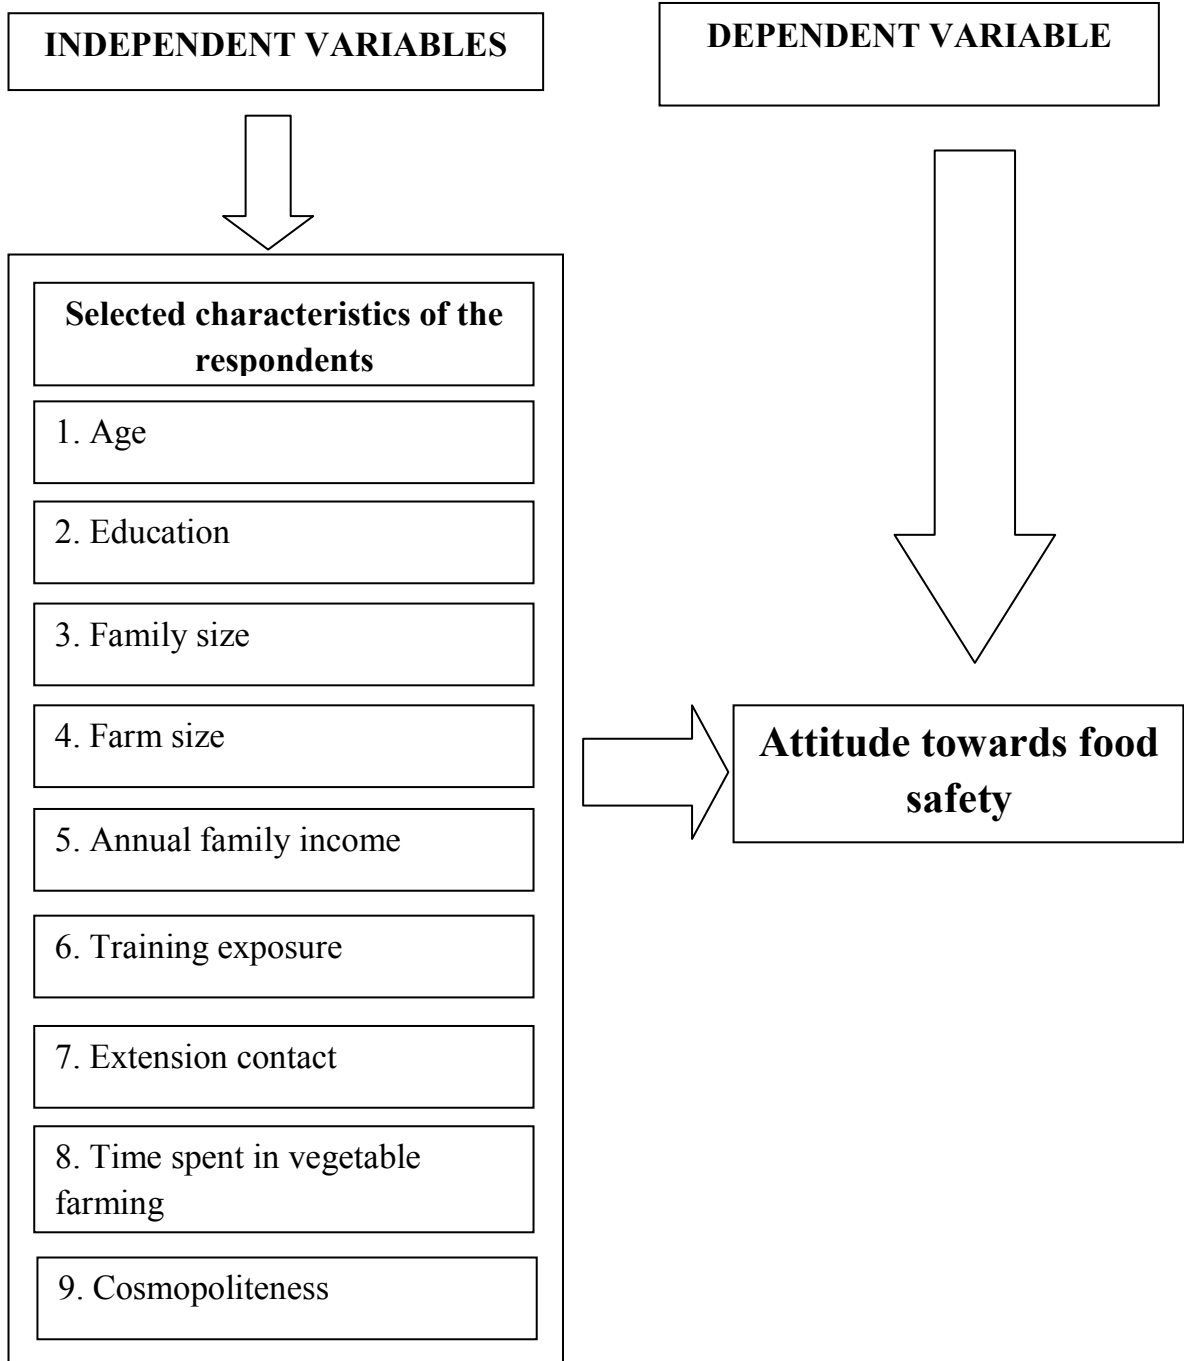 INDEPENDENT VARIABLES
DEPENDENT VARIABLE
Selected characteristics of the
respondents
1. Age
2. Education
3. Family size
4. Farm size
5. Annual family income
6. Training exposure
7. Extension contact
8. Time spent in vegetable
farming
9. Cosmopoliteness
Attitude towards food
safety